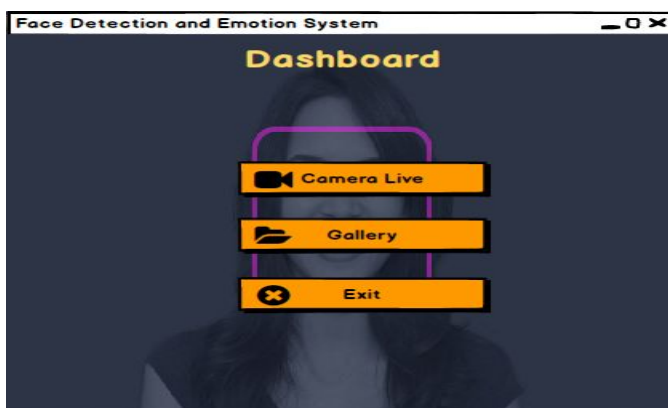 Face Detection and Emotion System
Dashboard
Camera Live
Gallery
Exit